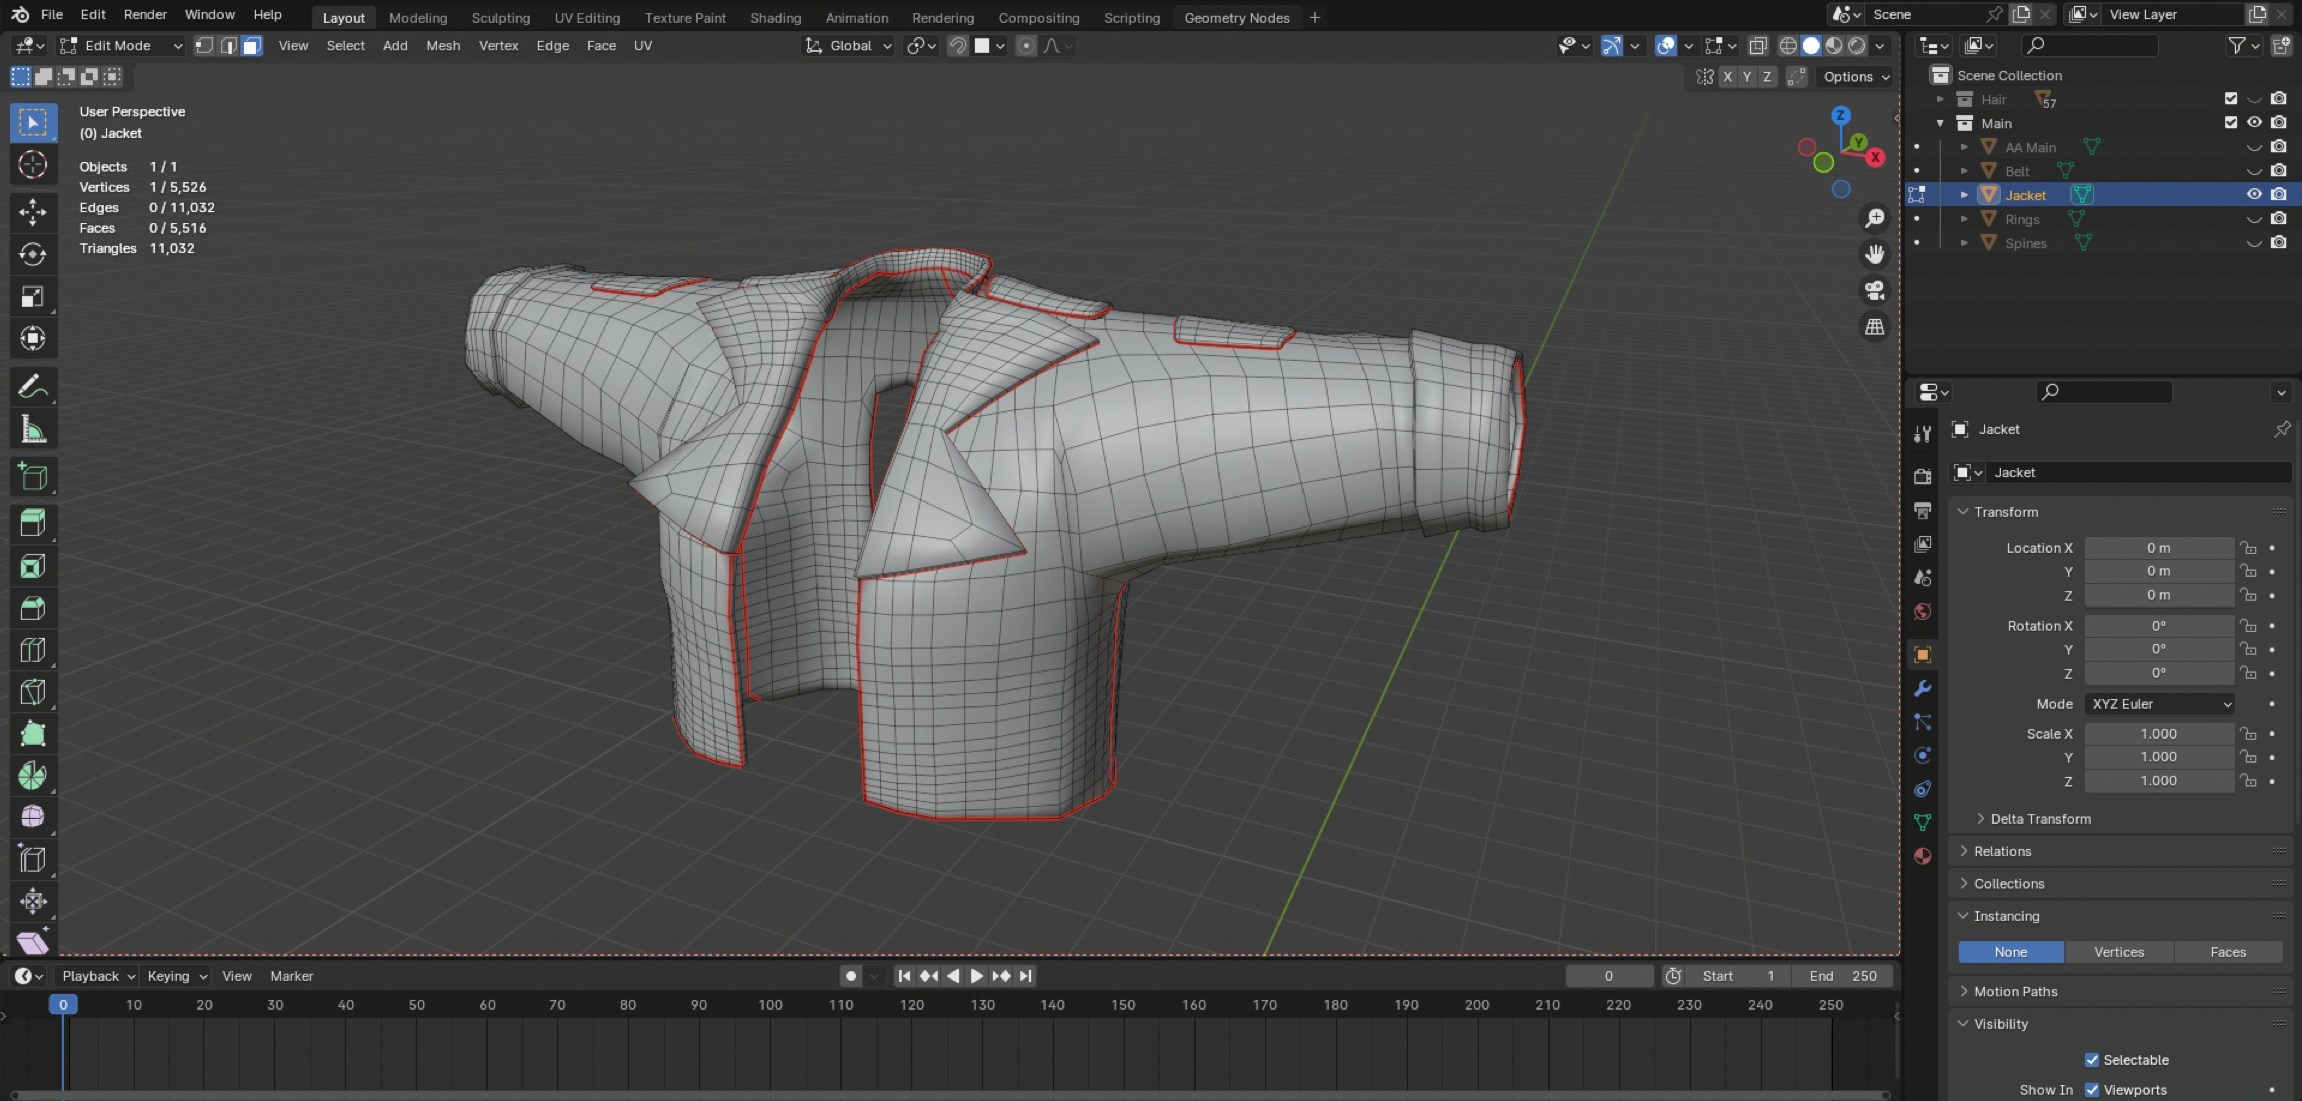 File Edit Render Window Help Layout Modeling Sculpting UV Editing Texture Paint Shading Animation Rendering Compositing Scripting Geometry Nodes + Scene View Layer
Edit Mode View Select Add Mesh Vertex Edge Face UV Global
X Y Z Options
User Perspective
(0) Jacket
Objects 1 / 1
Vertices 1 / 5,526
Edges 0 / 11,032
Faces 0 / 5,516
Triangles 11,032
Z
Y
X
Scene Collection
Hair 57
Main
AA Main
Belt
Jacket
Rings
Spines
Jacket
Jacket
Transform
Location X 0 m
Y 0 m
Z 0 m
Rotation X 0°
Y 0°
Z 0°
Mode XYZ Euler
Scale X 1.000
Y 1.000
Z 1.000
Delta Transform
Relations
Collections
Instancing
None Vertices Faces
Motion Paths
Visibility
Selectable
Show In Viewports
Playback Keying View Marker 0 Start 1 End 250
0 10 20 30 40 50 60 70 80 90 100 110 120 130 140 150 160 170 180 190 200 210 220 230 240 250